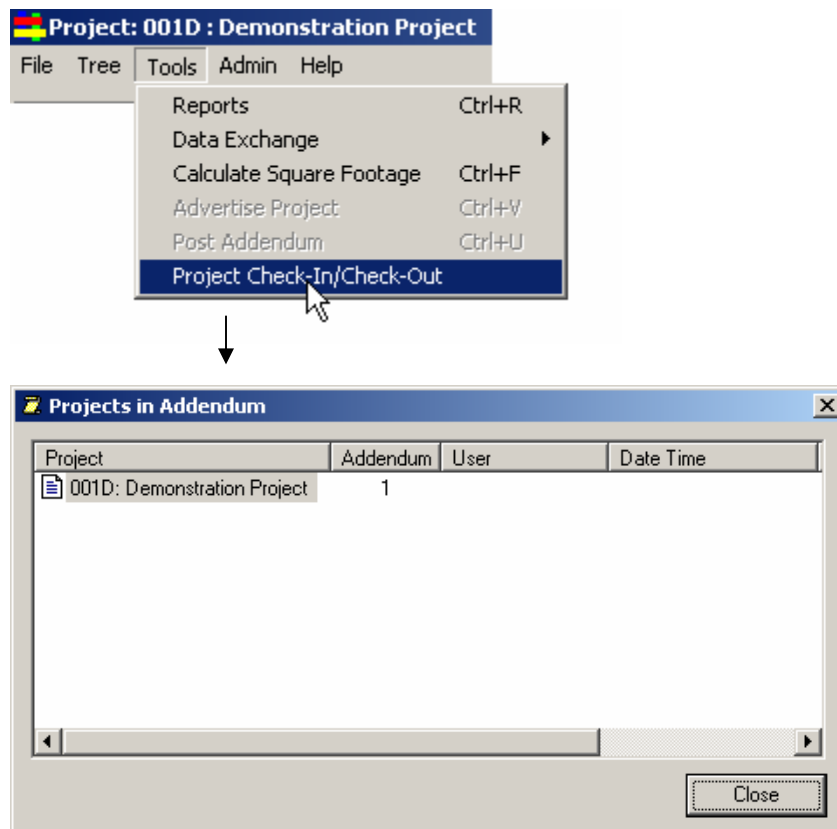 Project: 001D : Demonstration Project
File Tree Tools Admin Help
Reports Ctrl+R
Data Exchange
Calculate Square Footage Ctrl+F
Advertise Project Ctrl+V
Post Addendum Ctrl+U
Project Check-In/Check-Out
Projects in Addendum
Project Addendum User Date Time
001D: Demonstration Project 1
Close